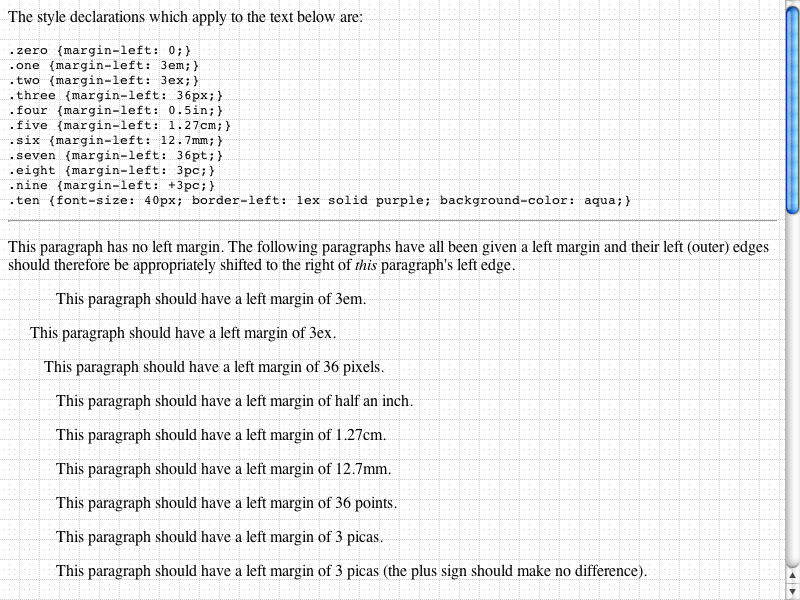 The style declarations which apply to the text below are:
.zero {margin-left: 0;}
.one {margin-left: 3em;}
.two {margin-left: 3ex;}
.three {margin-left: 36px;}
.four {margin-left: 0.5in;}
.five {margin-left: 1.27cm;}
.six {margin-left: 12.7mm;}
.seven {margin-left: 36pt;}
.eight {margin-left: 3pc;}
.nine {margin-left: +3pc;}
.ten {font-size: 40px; border-left: 1ex solid purple; background-color: aqua;}
This paragraph has no left margin. The following paragraphs have all been given a left margin and their left (outer) edges
should therefore be appropriately shifted to the right of this paragraph's left edge.
This paragraph should have a left margin of 3em.
This paragraph should have a left margin of 3ex.
This paragraph should have a left margin of 36 pixels.
This paragraph should have a left margin of half an inch.
This paragraph should have a left margin of 1.27cm.
This paragraph should have a left margin of 12.7mm.
This paragraph should have a left margin of 36 points.
This paragraph should have a left margin of 3 picas.
This paragraph should have a left margin of 3 picas (the plus sign should make no difference).